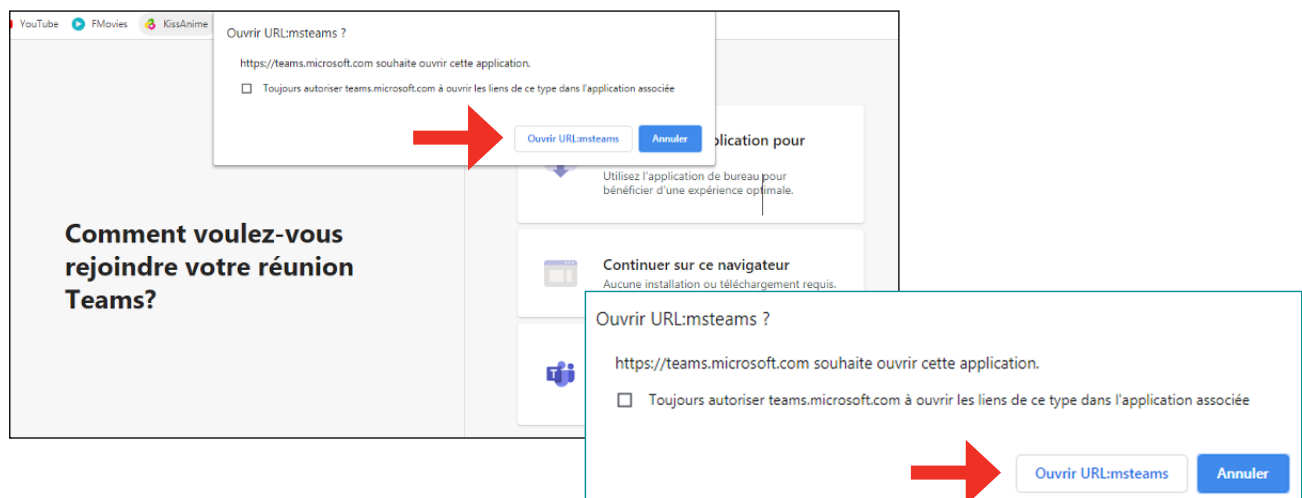 YouTube FMovies KissAnime
Ouvrir URL:msteams ?
https://teams.microsoft.com souhaite ouvrir cette application.
Toujours autoriser teams.microsoft.com à ouvrir les liens de ce type dans l'application associée
Ouvrir URL:msteams Annuler
plication pour
Utilisez l'application de bureau pour
bénéficier d'une expérience optimale.
Comment voulez-vous
rejoindre votre réunion
Teams?
Continuer sur ce navigateur
Aucune installation ou téléchargement requis.
Ouvrir URL:msteams ?
https://teams.microsoft.com souhaite ouvrir cette application.
Toujours autoriser teams.microsoft.com à ouvrir les liens de ce type dans l'application associée
Ouvrir URL:msteams Annuler